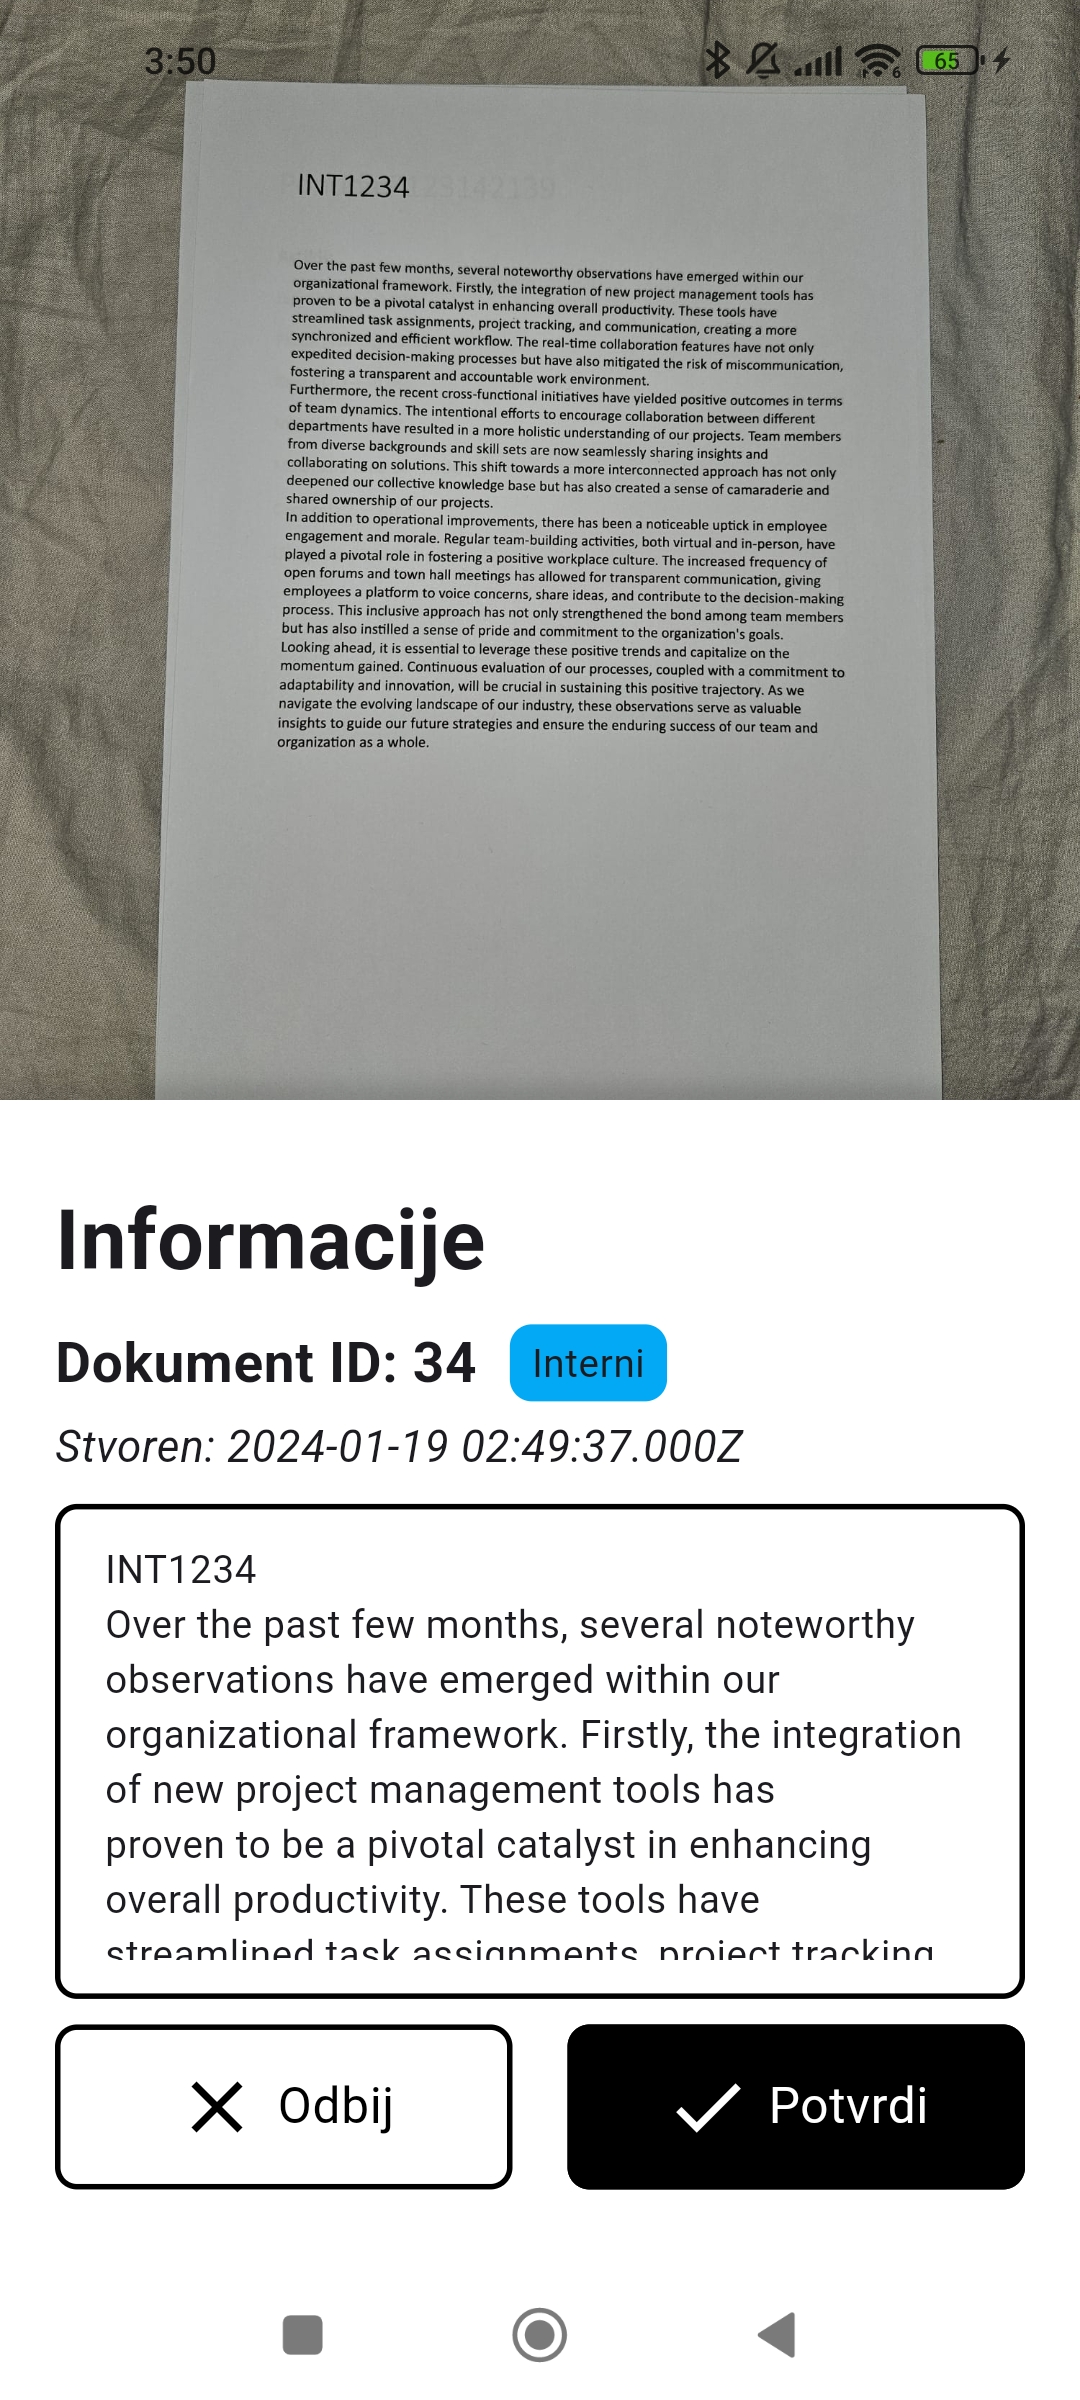 3:50
6
65
INT1234
Over the past few months, several noteworthy observations have emerged within our
organizational framework. Firstly, the integration of new project management tools has
proven to be a pivotal catalyst in enhancing overall productivity. These tools have
streamlined task assignments, project tracking, and communication, creating a more
synchronized and efficient workflow. The real-time collaboration features have not only
expedited decision-making processes but have also mitigated the risk of miscommunication,
fostering a transparent and accountable work environment.
Furthermore, the recent cross-functional initiatives have yielded positive outcomes in terms
of team dynamics. The intentional efforts to encourage collaboration between different
departments have resulted in a more holistic understanding of our projects. Team members
from diverse backgrounds and skill sets are now seamlessly sharing insights and
collaborating on solutions. This shift towards a more interconnected approach has not only
deepened our collective knowledge base but has also created a sense of camaraderie and
shared ownership of our projects.
In addition to operational improvements, there has been a noticeable uptick in employee
engagement and morale. Regular team-building activities, both virtual and in-person, have
played a pivotal role in fostering a positive workplace culture. The increased frequency of
open forums and town hall meetings has allowed for transparent communication, giving
employees a platform to voice concerns, share ideas, and contribute to the decision-making
process. This inclusive approach has not only strengthened the bond among team members
but has also instilled a sense of pride and commitment to the organization's goals.
Looking ahead, it is essential to leverage these positive trends and capitalize on the
momentum gained. Continuous evaluation of our processes, coupled with a commitment to
adaptability and innovation, will be crucial in sustaining this positive trajectory. As we
navigate the evolving landscape of our industry, these observations serve as valuable
insights to guide our future strategies and ensure the enduring success of our team and
organization as a whole.
Informacije
Dokument ID: 34 Interni
Stvoren: 2024-01-19 02:49:37.000Z
INT1234
Over the past few months, several noteworthy
observations have emerged within our
organizational framework. Firstly, the integration
of new project management tools has
proven to be a pivotal catalyst in enhancing
overall productivity. These tools have
streamlined task assignments, project tracking,
Odbij
Potvrdi